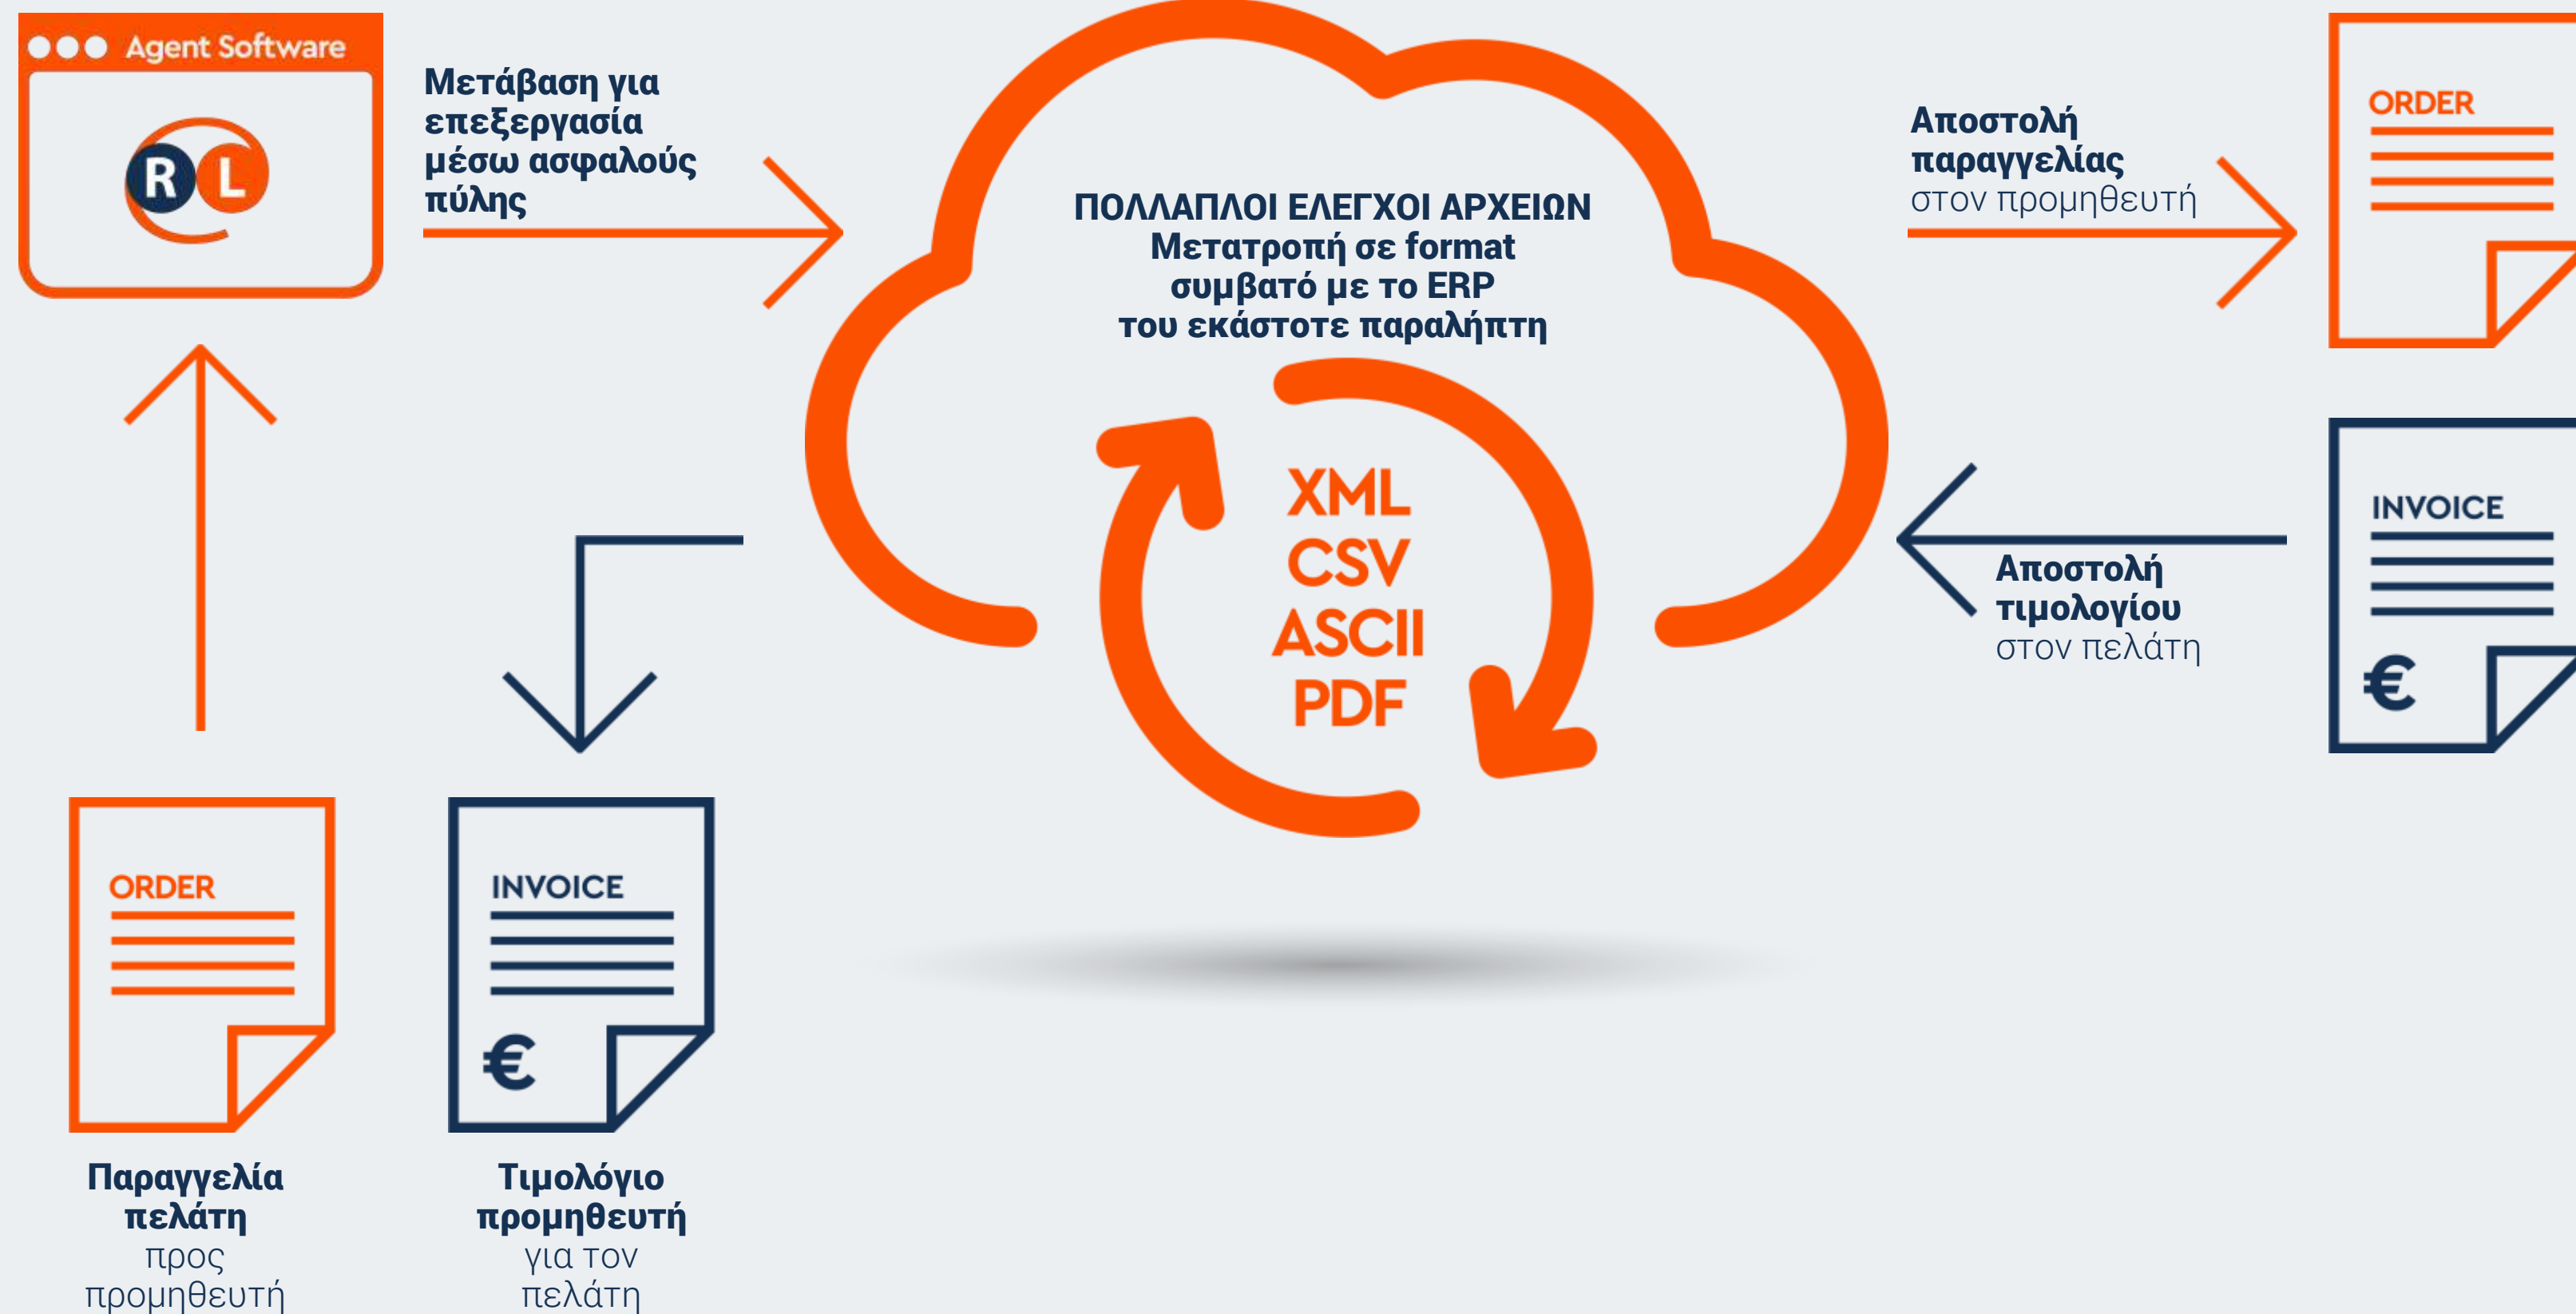 Agent Software
R L
Μετάβαση για
επεξεργασία
μέσω ασφαλούς
πύλης
ΠΟΛΛΑΠΛΟΙ ΕΛΕΓΧΟΙ ΑΡΧΕΙΩΝ
Μετατροπή σε format
συμβατό με το ERP
του εκάστοτε παραλήπτη
XML
CSV
ASCII
PDF
Αποστολή
παραγγελίας
στον προμηθευτή
ORDER
Αποστολή
τιμολογίου
στον πελάτη
INVOICE
€
ORDER
Παραγγελία
πελάτη
προς
προμηθευτή
INVOICE
€
Τιμολόγιο
προμηθευτή
για τον
πελάτη